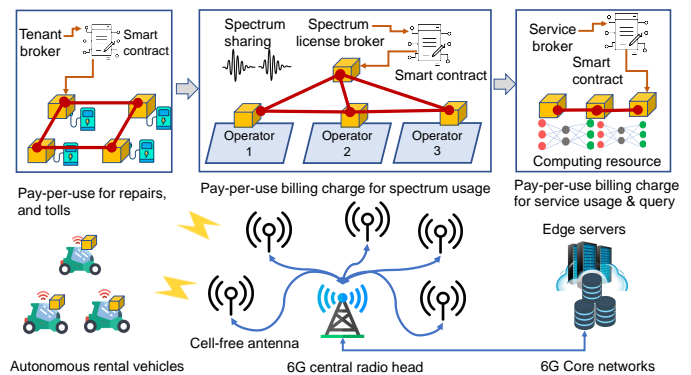 Tenant
broker
Smart
contract
Pay-per-use for repairs,
and tolls
Spectrum
sharing
Spectrum
license broker
Smart contract
Operator
1
Operator
2
Operator
3
Pay-per-use billing charge for spectrum usage
Service
broker
Smart
contract
Computing resource
Pay-per-use billing charge
for service usage & query
Edge servers
Cell-free antenna
Autonomous rental vehicles
6G central radio head
6G Core networks